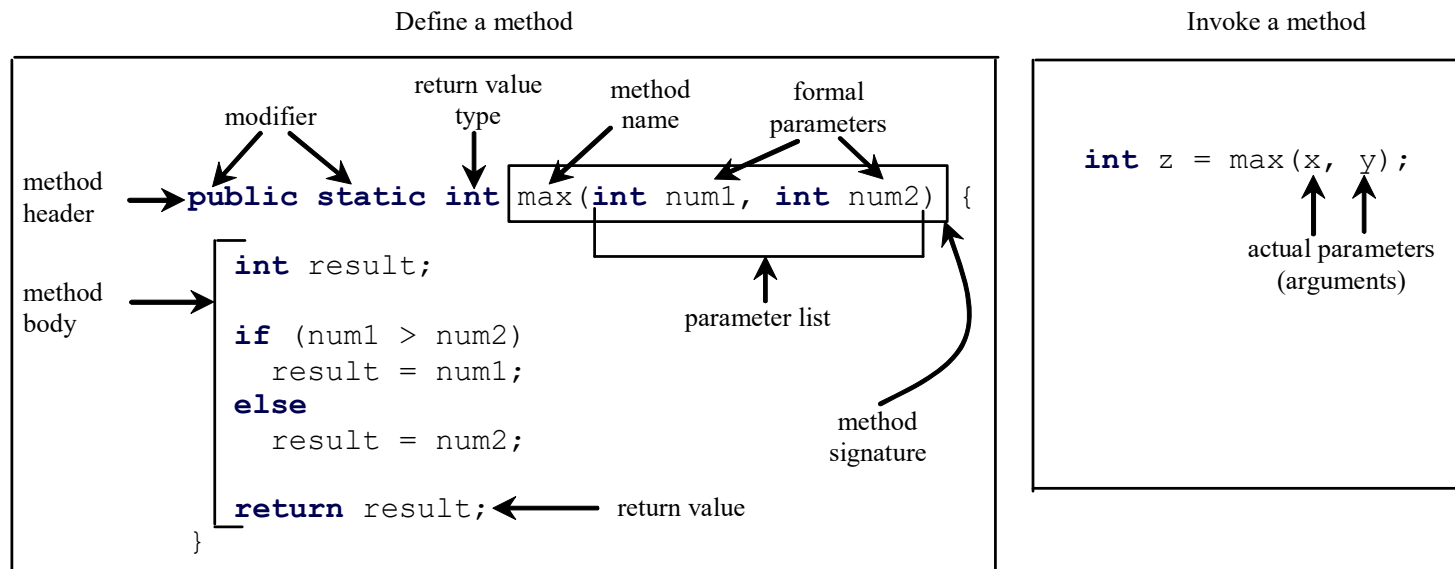 Define a method
Invoke a method
return value
type
method
name
formal
parameters
modifier
method
header
public static int max(int num1, int num2) {
int z = max(x, y);
actual parameters
(arguments)
method
body
int result;
parameter list
if (num1 > num2)
result = num1;
else
result = num2;
method
signature
return result;
return value
}